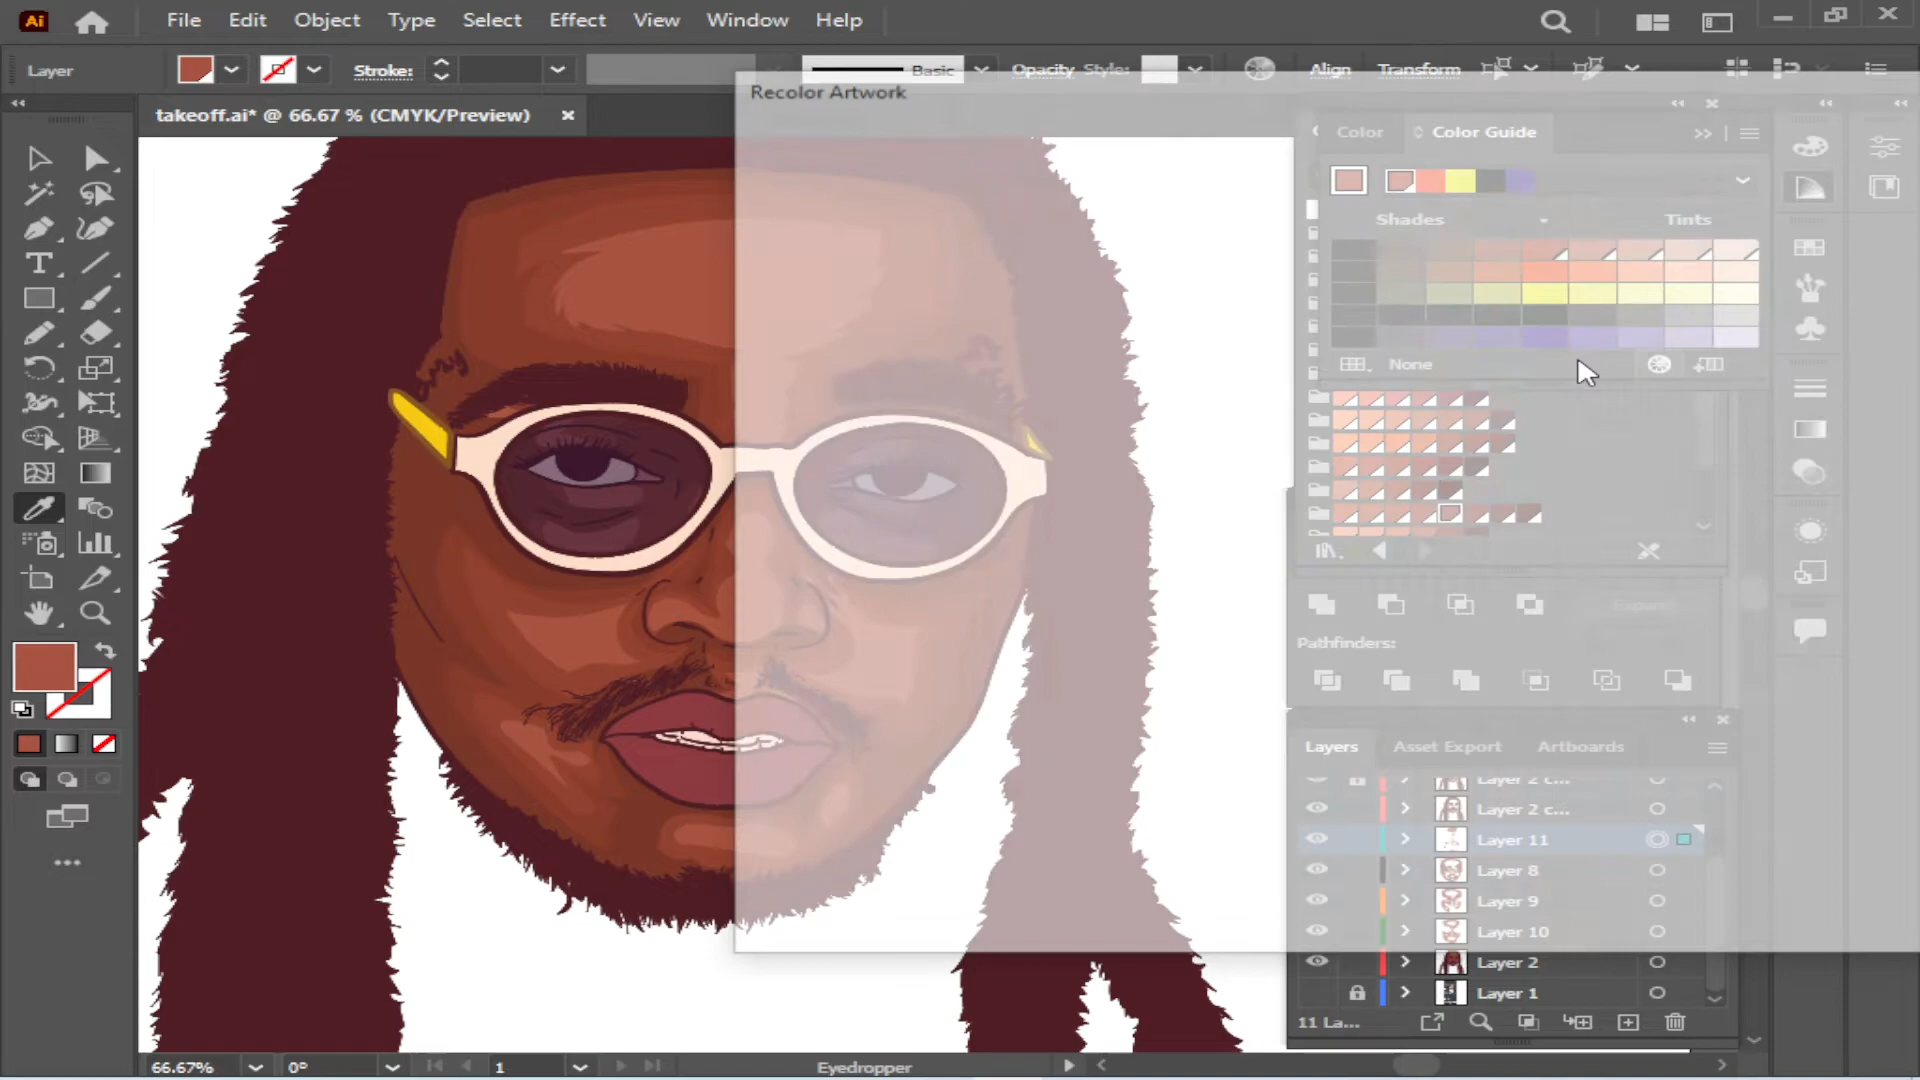 Ai File Edit Object Type Select Effect View Window Help
Layer Stroke: Basic Opacity Style: Align Transform
Recolor Artwork
takeoff.ai* @ 66.67 % (CMYK/Preview)
Color Color Guide
Shades Tints
None
Expand
Pathfinders:
Layers Asset Export Artboards
Layer 2 c...
Layer 2 c...
Layer 11
Layer 8
Layer 9
Layer 10
Layer 2
Layer 1
11 La...
66.67% 0° 1 Eyedropper